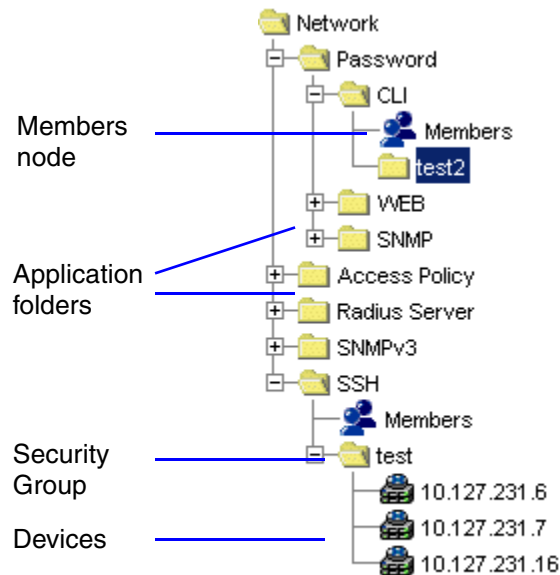 Network
Password
CLI
Members
node
Members
test2
WEB
SNMP
Application
folders
Access Policy
Radius Server
SNMPv3
SSH
Members
Security
Group
test
10.127.231.6
Devices
10.127.231.7
10.127.231.16